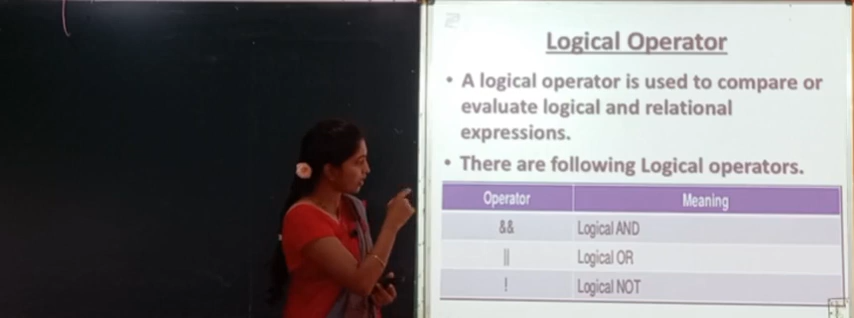 Logical Operator
• A logical operator is used to compare or
evaluate logical and relational
expressions.
• There are following Logical operators.
Operator Meaning
&& Logical AND
|| Logical OR
! Logical NOT